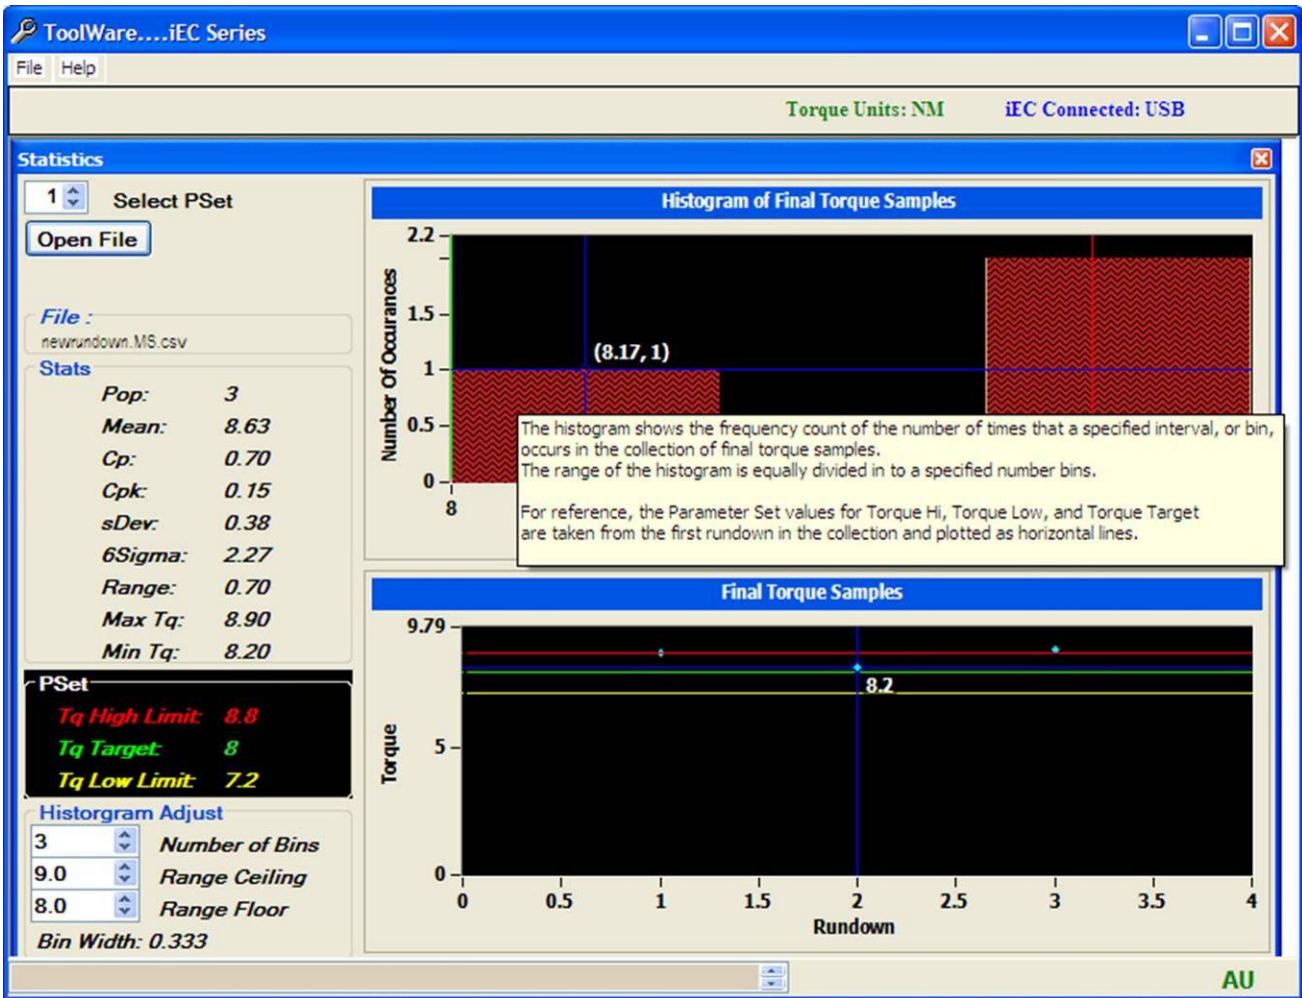 ToolWare....iEC Series
File Help
Torque Units: NM iEC Connected: USB
Statistics
1 Select PSet
Open File
File :
newrundown.MS.csv
Stats
Pop: 3
Mean: 8.63
Cp: 0.70
Cpk: 0.15
sDev: 0.38
6Sigma: 2.27
Range: 0.70
Max Tq: 8.90
Min Tq: 8.20
PSet
Tq High Limit: 8.8
Tq Target: 8
Tq Low Limit: 7.2
Historgram Adjust
3 Number of Bins
9.0 Range Ceiling
8.0 Range Floor
Bin Width: 0.333
Histogram of Final Torque Samples
Number Of Occurances
2.2
1.5
1
0.5
0
8
(8.17, 1)
The histogram shows the frequency count of the number of times that a specified interval, or bin,
occurs in the collection of final torque samples.
The range of the histogram is equally divided in to a specified number bins.
For reference, the Parameter Set values for Torque Hi, Torque Low, and Torque Target
are taken from the first rundown in the collection and plotted as horizontal lines.
Final Torque Samples
Torque
9.79
5
0
8.2
0 0.5 1 1.5 2 2.5 3 3.5 4
Rundown
AU